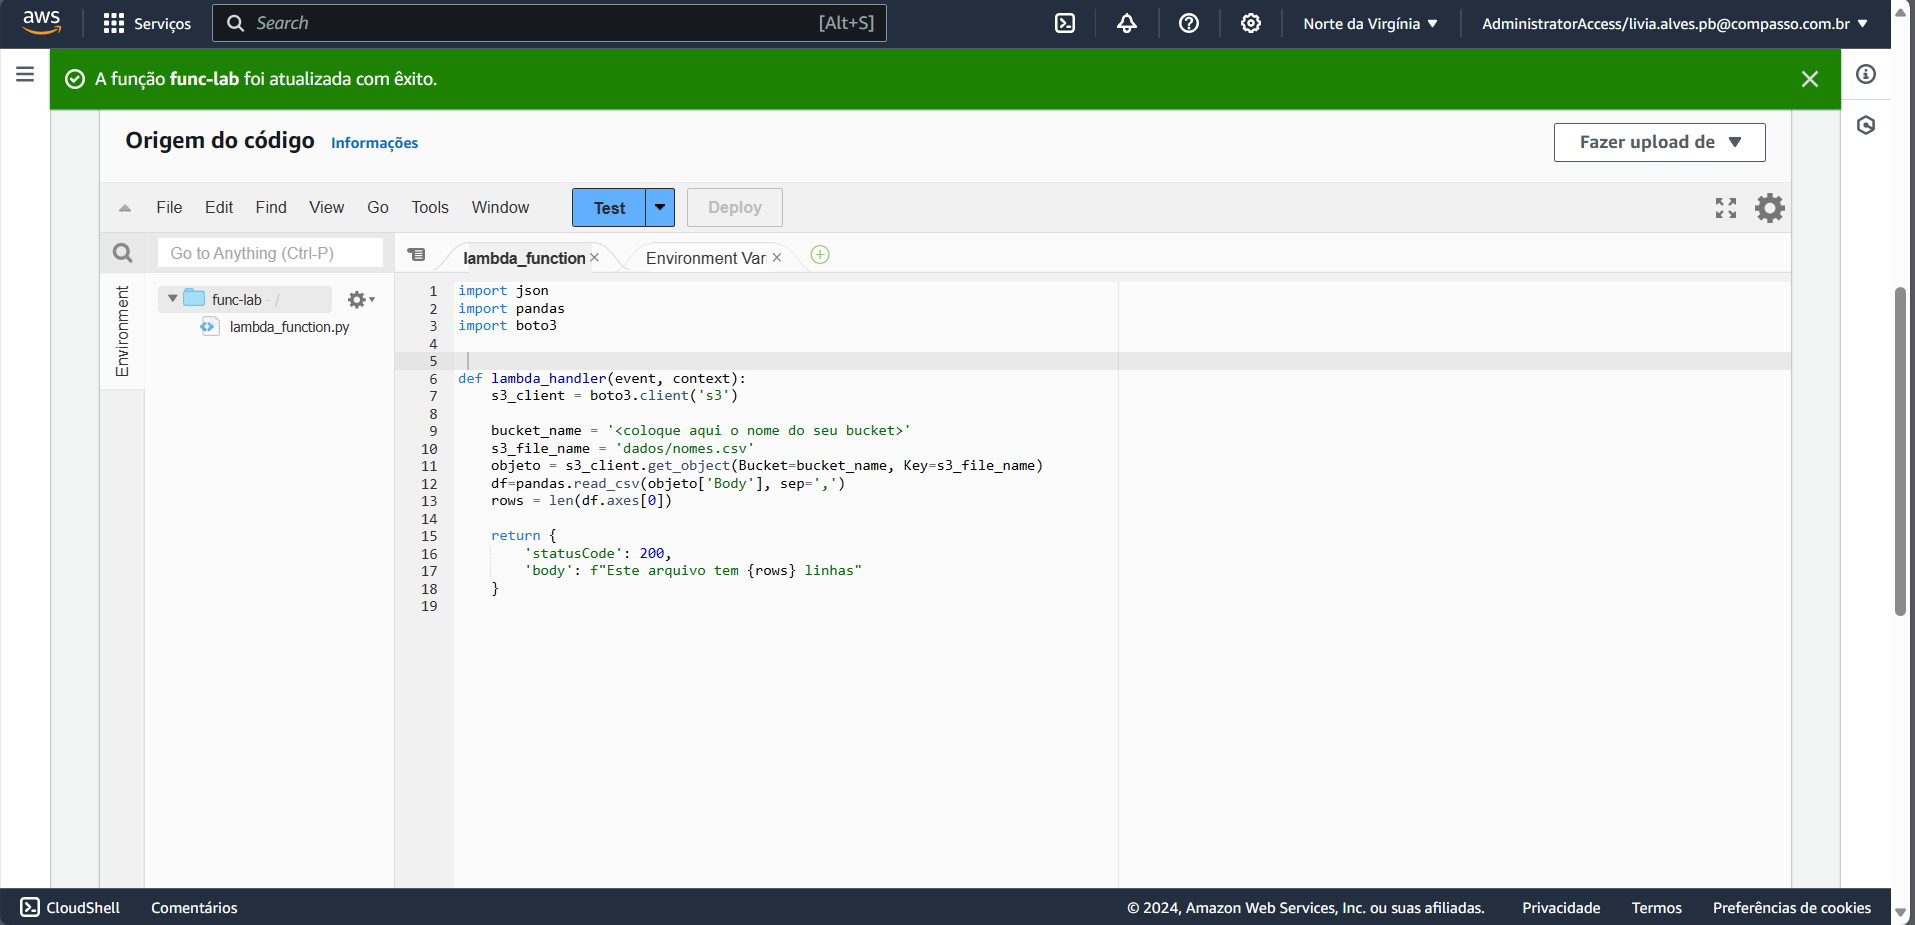 aws Serviços Search [Alt+S] Norte da Virgínia AdministratorAccess/livia.alves.pb@compasso.com.br
A função func-lab foi atualizada com êxito.
Origem do código Informações Fazer upload de
File Edit Find View Go Tools Window Test Deploy
Go to Anything (Ctrl-P) lambda_function Environment Var
Environment
func-lab - /
lambda_function.py
1 import json
2 import pandas
3 import boto3
4
5
6 def lambda_handler(event, context):
7 s3_client = boto3.client('s3')
8
9 bucket_name = '<coloque aqui o nome do seu bucket>'
10 s3_file_name = 'dados/nomes.csv'
11 objeto = s3_client.get_object(Bucket=bucket_name, Key=s3_file_name)
12 df=pandas.read_csv(objeto['Body'], sep=',')
13 rows = len(df.axes[0])
14
15 return {
16 'statusCode': 200,
17 'body': f"Este arquivo tem {rows} linhas"
18 }
19
CloudShell Comentários © 2024, Amazon Web Services, Inc. ou suas afiliadas. Privacidade Termos Preferências de cookies